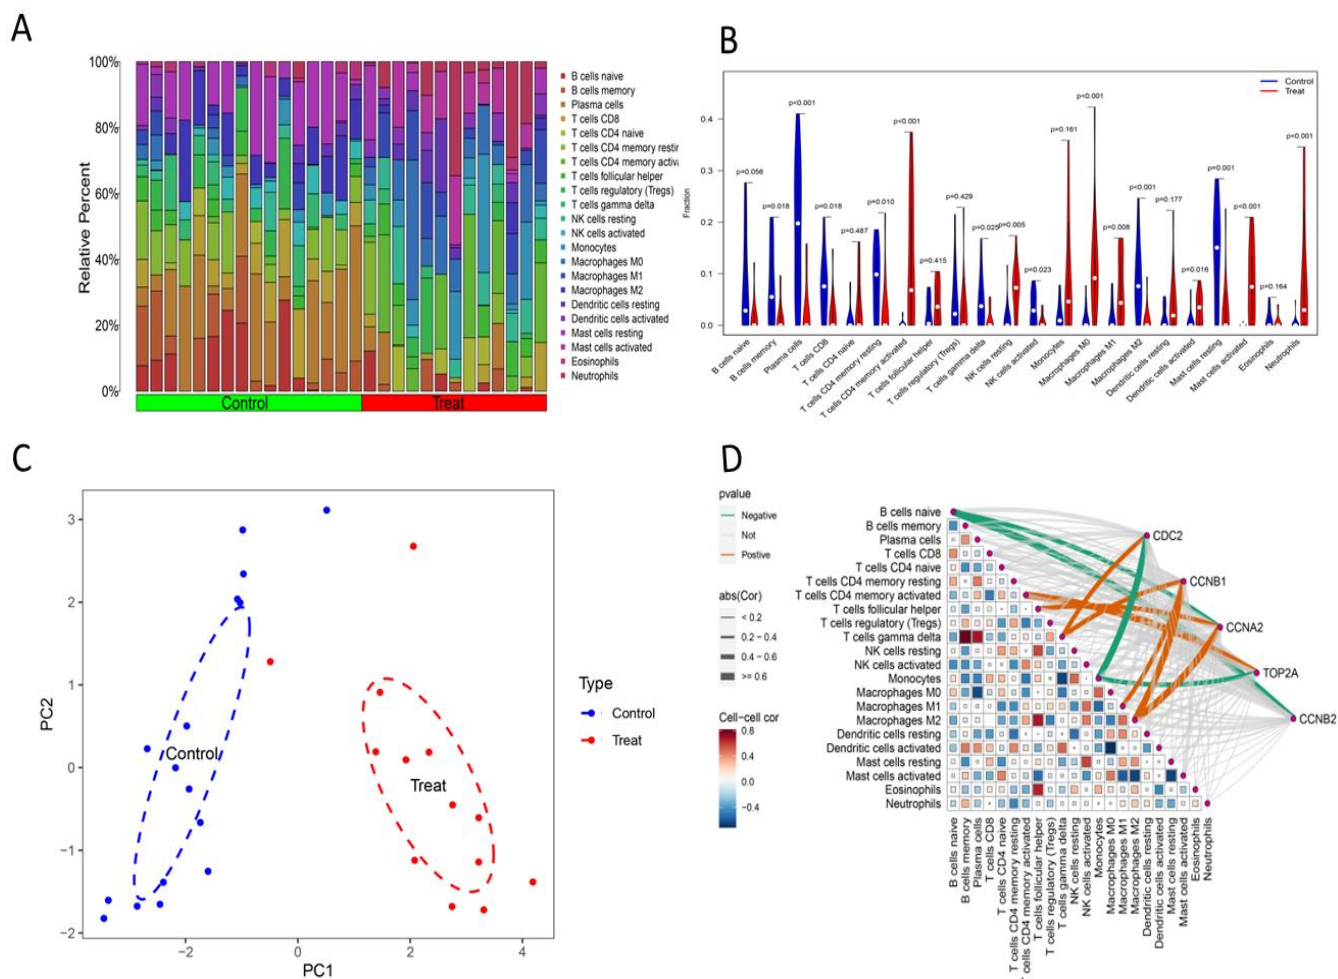 A
100%
80%
60%
40%
20%
0%
Relative Percent
Control
Treat
B cells naive
B cells memory
Plasma cells
T cells CD8
T cells CD4 naive
T cells CD4 memory restin
T cells CD4 memory activa
T cells follicular helper
T cells regulatory (Tregs)
T cells gamma delta
NK cells resting
NK cells activated
Monocytes
Macrophages M0
Macrophages M1
Macrophages M2
Dendritic cells resting
Dendritic cells activated
Mast cells resting
Mast cells activated
Eosinophils
Neutrophils
B
Control
Treat
Fraction
0.4
0.3
0.2
0.1
0.0
p=0.056
p=0.018
p<0.001
p=0.018
p=0.487
p=0.010
p<0.001
p=0.415
p=0.429
p=0.025
p=0.005
p=0.023
p=0.161
p<0.001
p=0.008
p<0.001
p=0.177
p=0.016
p=0.001
p<0.001
p=0.164
p<0.001
B cells naive
B cells memory
Plasma cells
T cells CD8
T cells CD4 naive
T cells CD4 memory resting
T cells CD4 memory activated
T cells follicular helper
T cells regulatory (Tregs)
T cells gamma delta
NK cells resting
NK cells activated
Monocytes
Macrophages M0
Macrophages M1
Macrophages M2
Dendritic cells resting
Dendritic cells activated
Mast cells resting
Mast cells activated
Eosinophils
Neutrophils
C
3
2
1
0
−1
−2
PC2
−2
0
2
4
PC1
Control
Treat
Type
Control
Treat
D
pvalue
Negative
Not
Postive
abs(Cor)
< 0.2
0.2 − 0.4
0.4 − 0.6
>= 0.6
Cell−cell cor
0.8
0.4
0.0
−0.4
B cells naive
B cells memory
Plasma cells
T cells CD8
T cells CD4 naive
T cells CD4 memory resting
T cells CD4 memory activated
T cells follicular helper
T cells regulatory (Tregs)
T cells gamma delta
NK cells resting
NK cells activated
Monocytes
Macrophages M0
Macrophages M1
Macrophages M2
Dendritic cells resting
Dendritic cells activated
Mast cells resting
Mast cells activated
Eosinophils
Neutrophils
CDC2
CCNB1
CCNA2
TOP2A
CCNB2
B cells naive
B cells memory
Plasma cells
T cells CD8
T cells CD4 naive
T cells CD4 memory resting
T cells CD4 memory activated
T cells follicular helper
T cells regulatory (Tregs)
T cells gamma delta
NK cells resting
NK cells activated
Monocytes
Macrophages M0
Macrophages M1
Macrophages M2
Dendritic cells resting
Dendritic cells activated
Mast cells resting
Mast cells activated
Eosinophils
Neutrophils